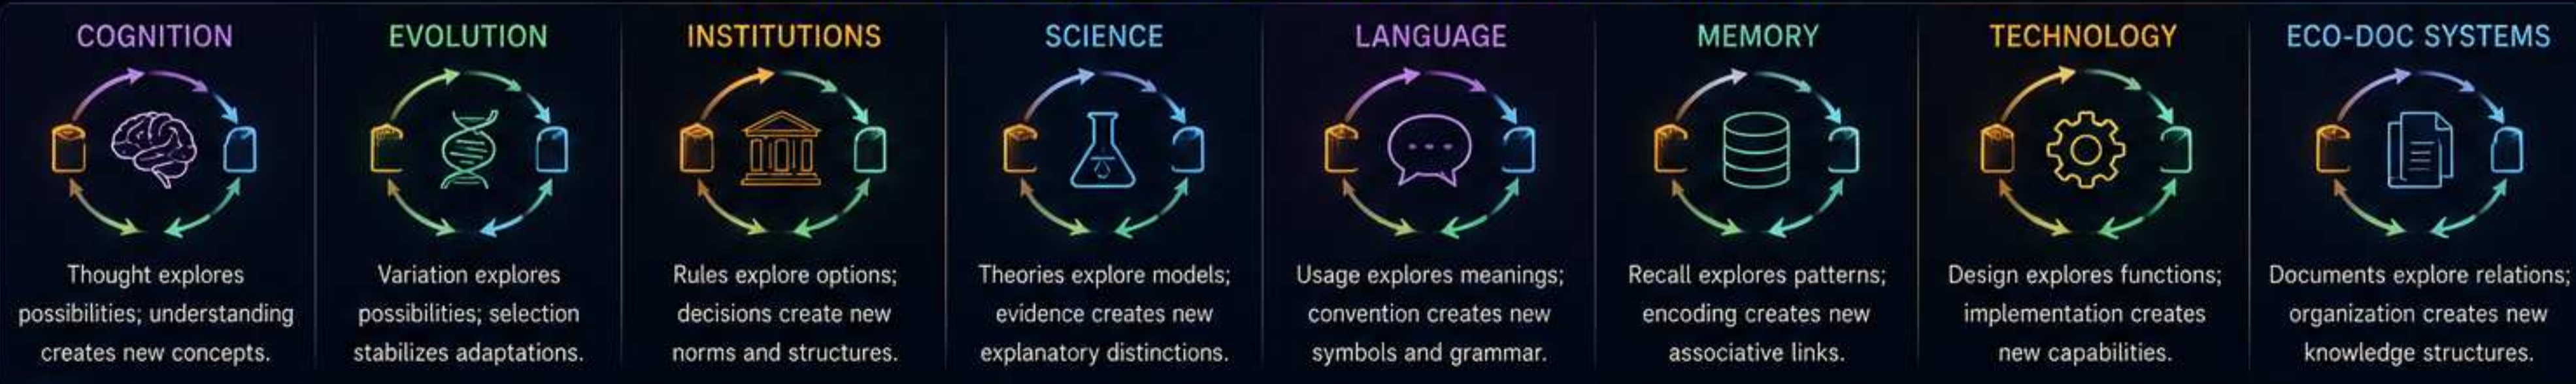 COGNITION
Thought explores
possibilities; understanding
creates new concepts.
EVOLUTION
Variation explores
possibilities; selection
stabilizes adaptations.
INSTITUTIONS
Rules explore options;
decisions create new
norms and structures.
SCIENCE
Theories explore models;
evidence creates new
explanatory distinctions.
LANGUAGE
Usage explores meanings;
convention creates new
symbols and grammar.
MEMORY
Recall explores patterns;
encoding creates new
associative links.
TECHNOLOGY
Design explores functions;
implementation creates
new capabilities.
ECO-DOC SYSTEMS
Documents explore relations;
organization creates new
knowledge structures.